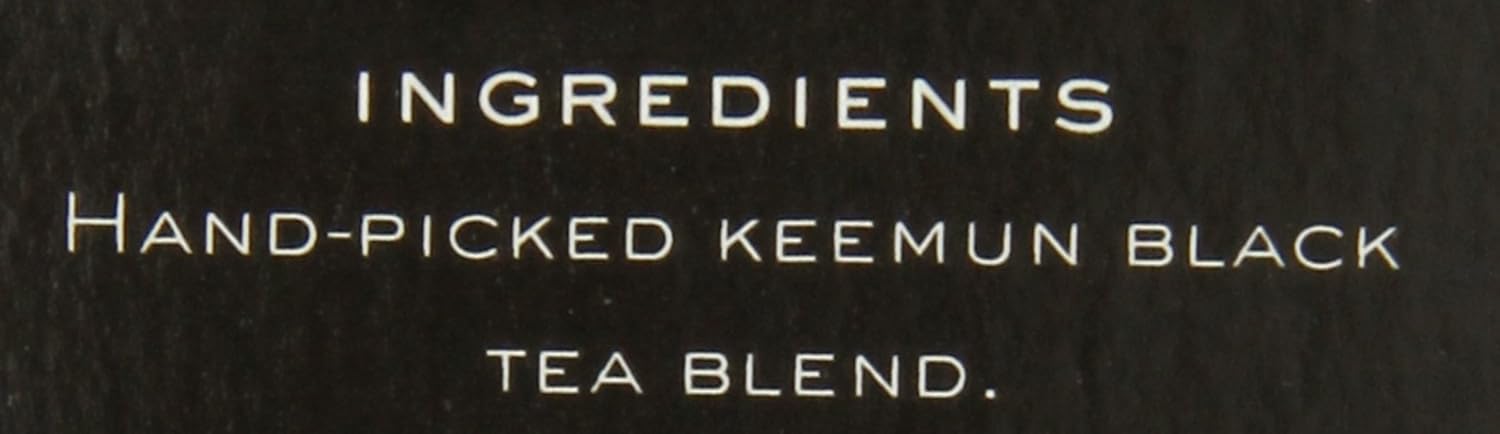 INGREDIENTS
HAND-PICKED KEEMUN BLACK
TEA BLEND.